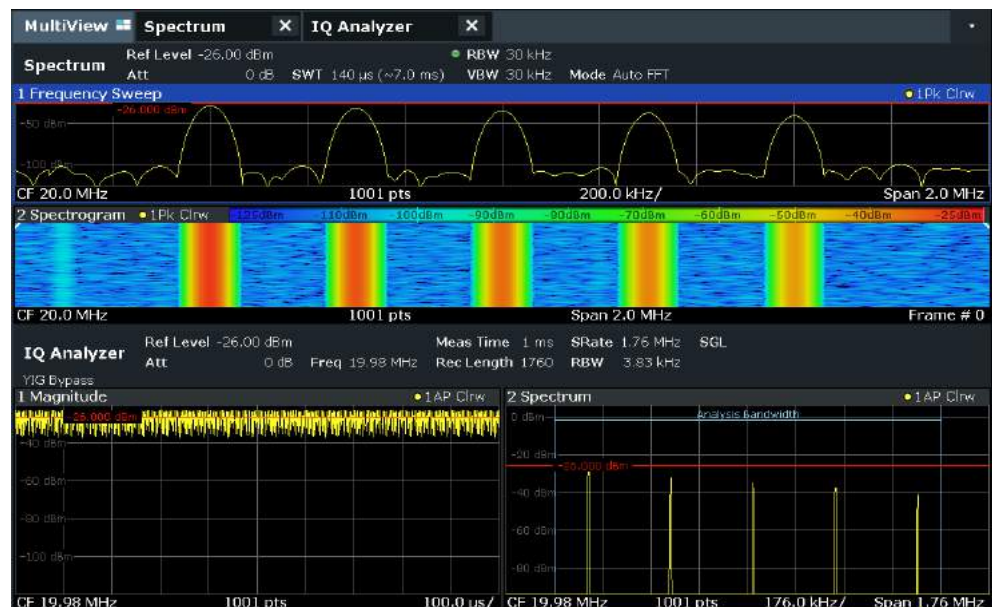 MultiView Spectrum X IQ Analyzer X
Spectrum
Ref Level -26.00 dBm RBW 30 kHz
Att 0 dB SWT 140 µs (~7.0 ms) VBW 30 kHz Mode Auto FFT
1 Frequency Sweep 1Pk Clrw
-26.000 dBm
-50 dBm
-100 dBm
CF 20.0 MHz 1001 pts 200.0 kHz/ Span 2.0 MHz
2 Spectrogram 1Pk Clrw -125dBm -110dBm -100dBm -90dBm -80dBm -70dBm -60dBm -50dBm -40dBm -25dBm
CF 20.0 MHz 1001 pts Span 2.0 MHz Frame # 0
IQ Analyzer
Ref Level -26.00 dBm Meas Time 1 ms SRate 1.76 MHz SGL
Att 0 dB Freq 19.98 MHz Rec Length 1760 RBW 3.83 kHz
YIG Bypass
1 Magnitude 1AP Clrw
-26.000 dBm
-40 dBm
-60 dBm
-80 dBm
-100 dBm
CF 19.98 MHz 1001 pts 100.0 µs/
2 Spectrum 1AP Clrw
0 dBm Analysis Bandwidth
-20 dBm
-26.000 dBm
-40 dBm
-60 dBm
-80 dBm
CF 19.98 MHz 1001 pts 176.0 kHz/ Span 1.76 MHz